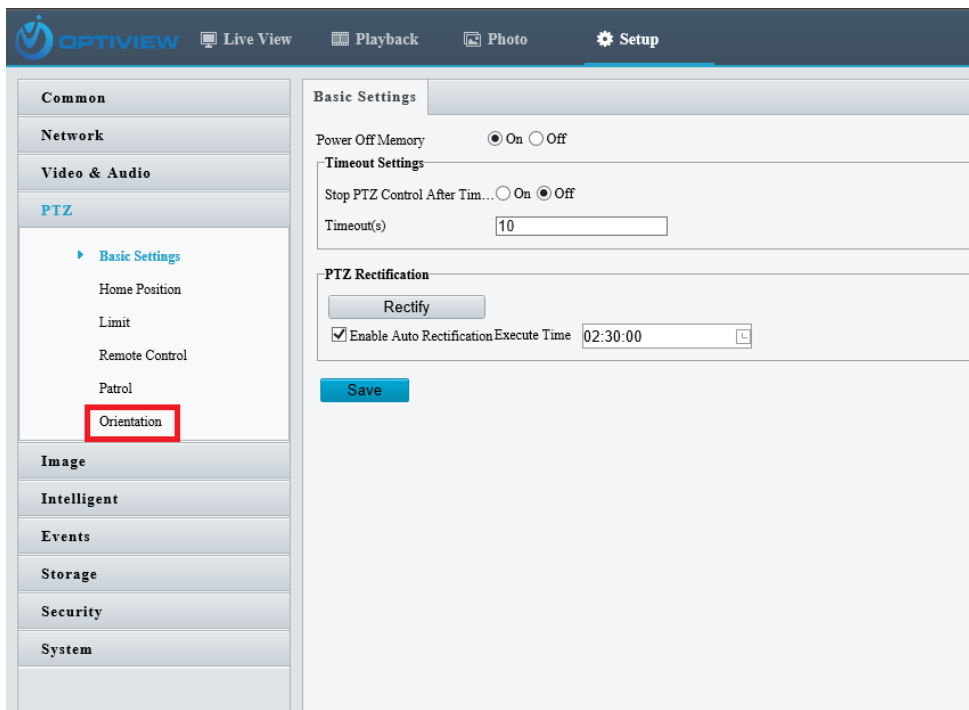 OPTIVIEW Live View Playback Photo Setup
Common
Network
Video & Audio
PTZ
Basic Settings
Home Position
Limit
Remote Control
Patrol
Orientation
Image
Intelligent
Events
Storage
Security
System
Basic Settings
Power Off Memory On Off
Timeout Settings
Stop PTZ Control After Tim... On Off
Timeout(s) 10
PTZ Rectification
Rectify
Enable Auto Rectification Execute Time 02:30:00
Save